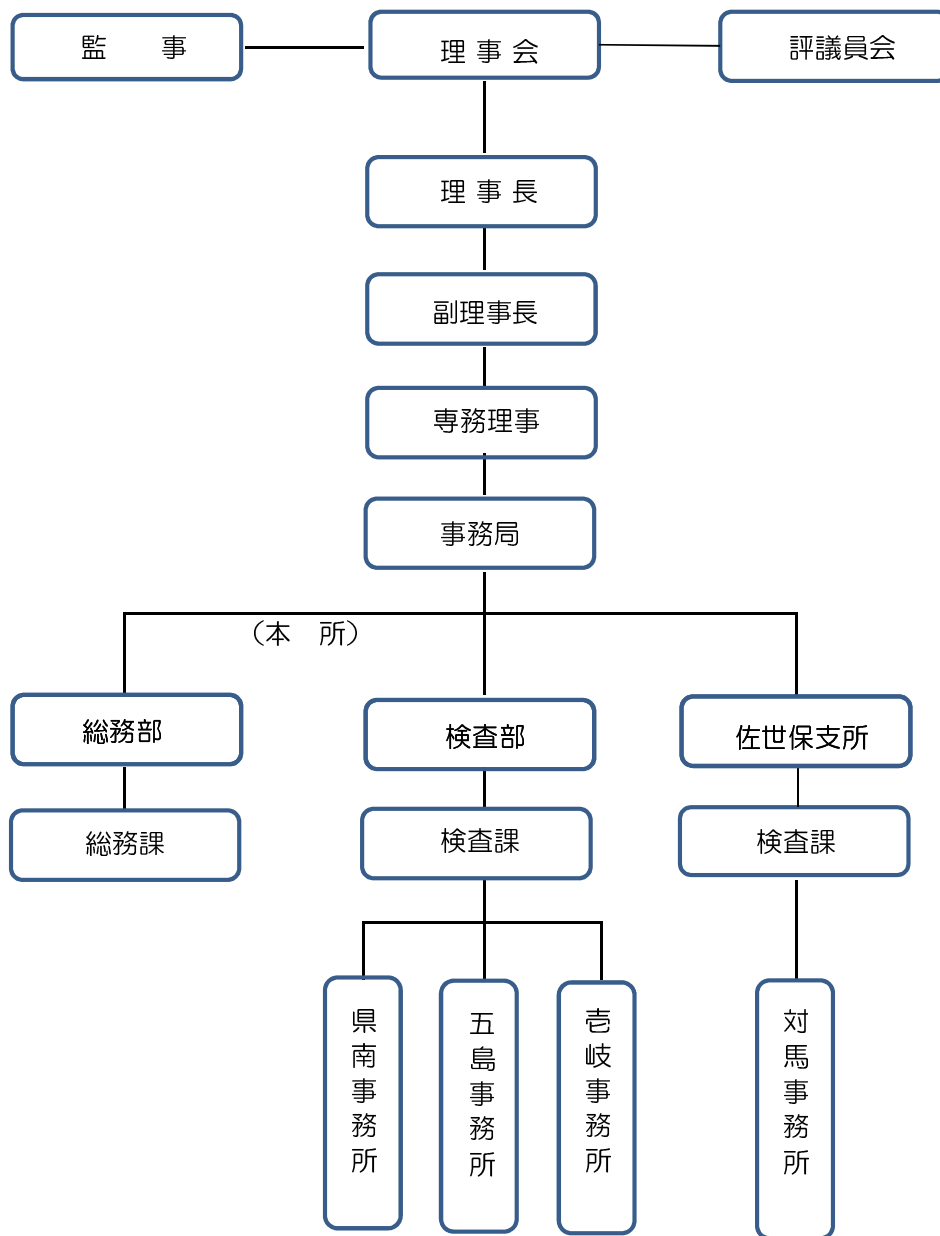 監　　事
理 事 会
評議員会
理 事 長
副理事長
専務理事
事務局
（本　所）
総務部
検査部
佐世保支所
総務課
検査課
検査課
県南事務所
五島事務所
壱岐事務所
対馬事務所